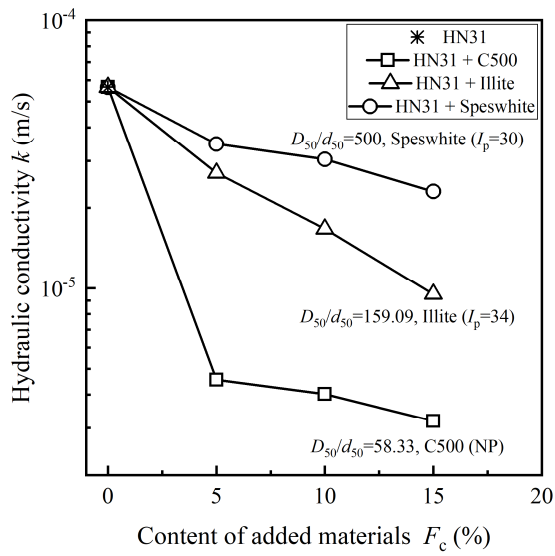 10⁻⁴
HN31
HN31 + C500
HN31 + Illite
HN31 + Speswhite
D₅₀/d₅₀=500, Speswhite (Iₚ=30)
Hydraulic conductivity k (m/s)
10⁻⁵
D₅₀/d₅₀=159.09, Illite (Iₚ=34)
D₅₀/d₅₀=58.33, C500 (NP)
0 5 10 15 20
Content of added materials F_c (%)